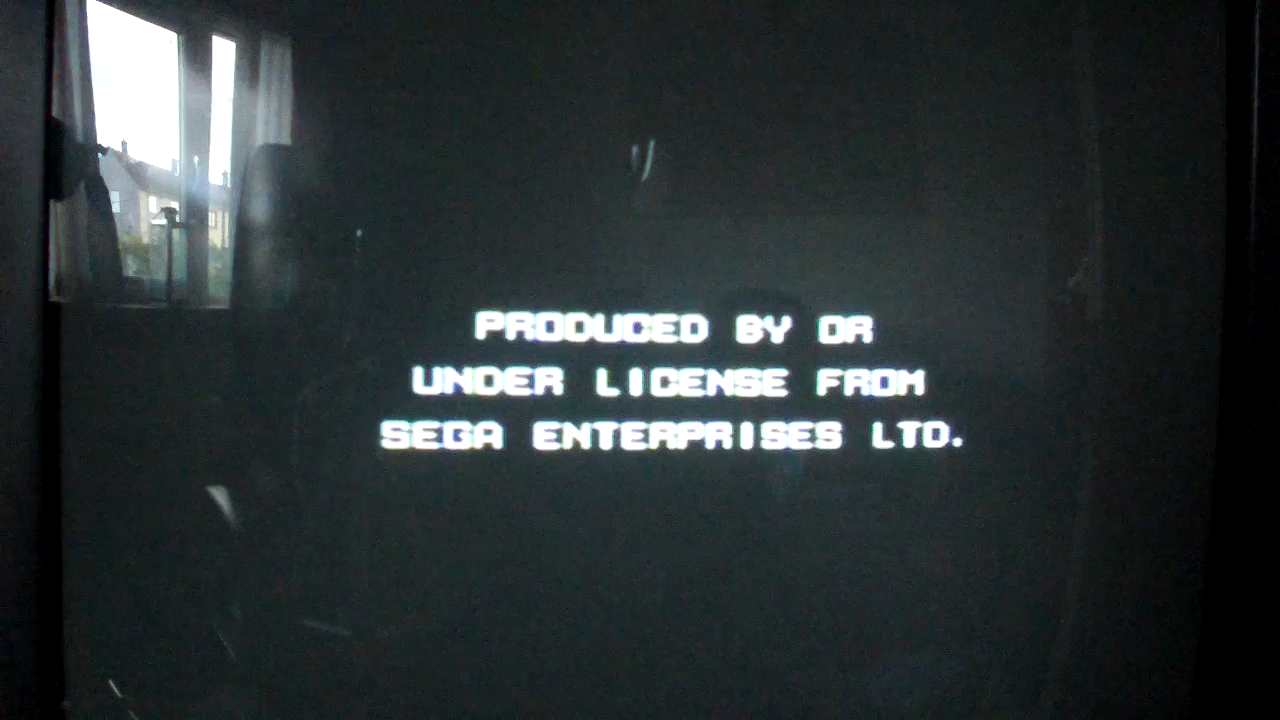 PRODUCED BY OR
UNDER LICENSE FROM
SEGA ENTERPRISES LTD.